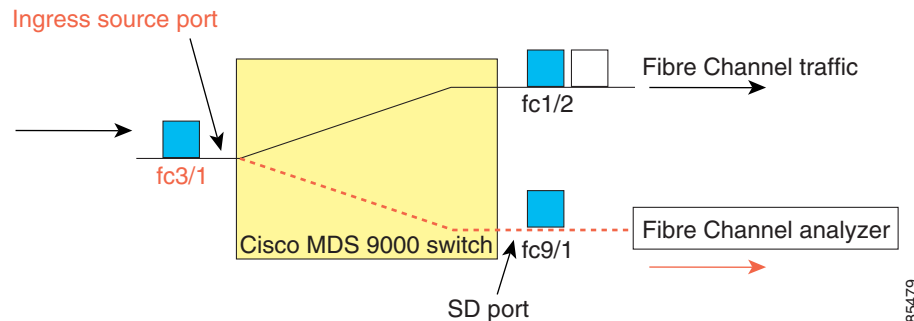 Ingress source port
Fibre Channel traffic
fc1/2
fc3/1
Cisco MDS 9000 switch
fc9/1
Fibre Channel analyzer
SD port
85479